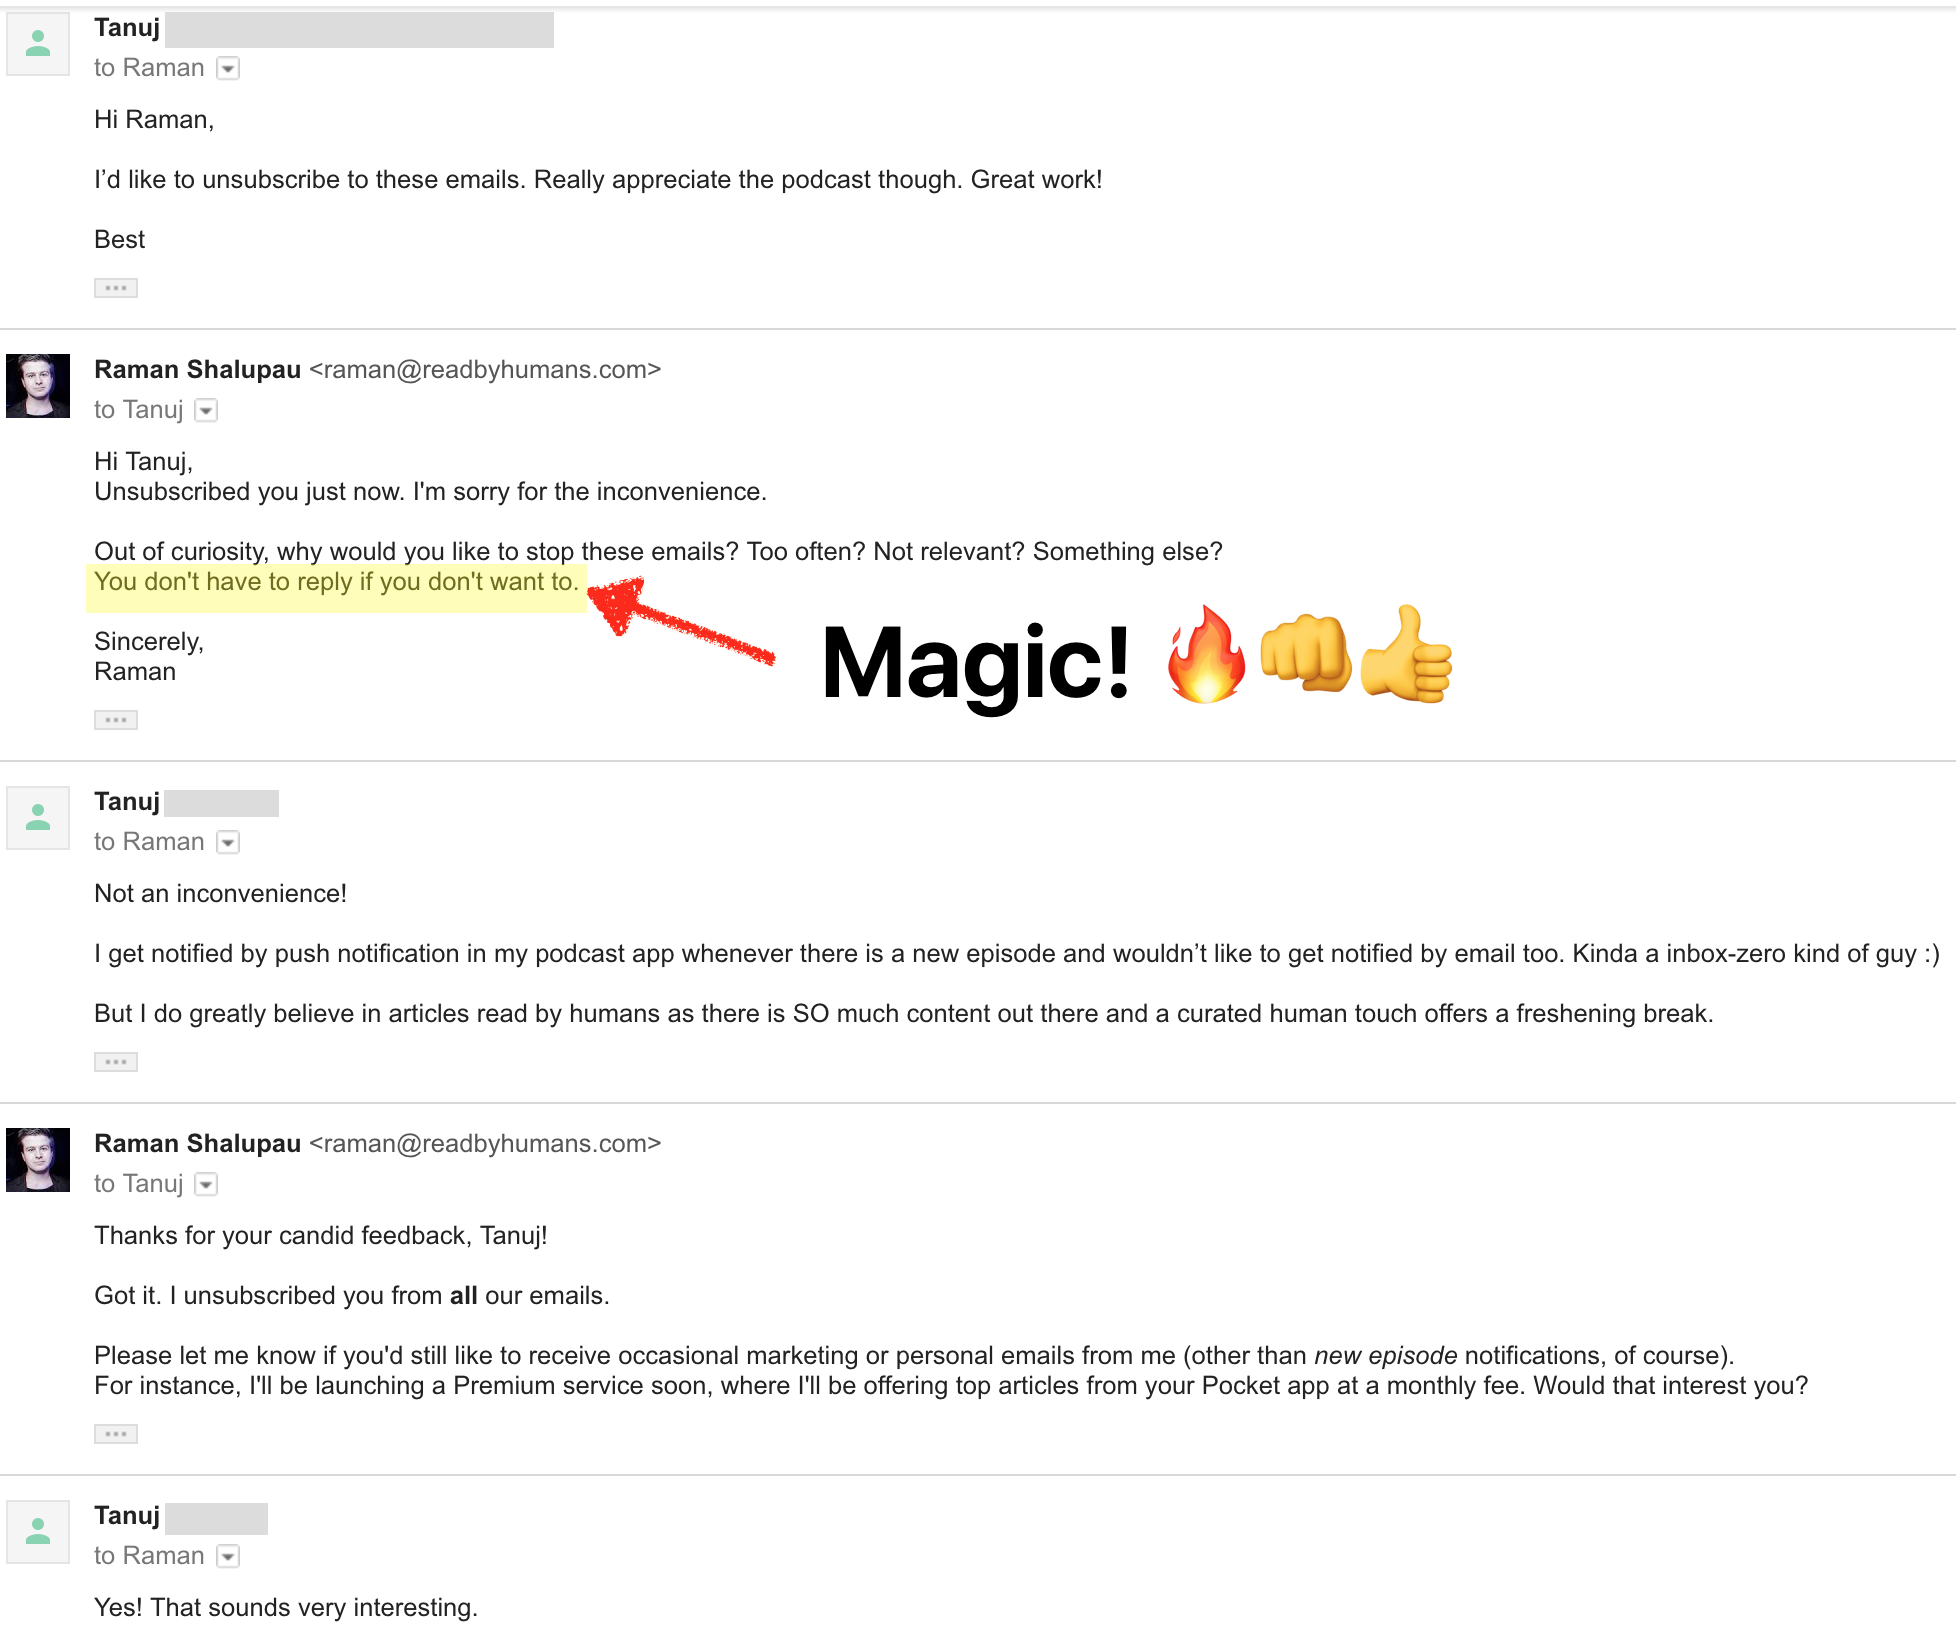 Tanuj
to Raman
Hi Raman,
I’d like to unsubscribe to these emails. Really appreciate the podcast though. Great work!
Best
Raman Shalupau <raman@readbyhumans.com>
to Tanuj
Hi Tanuj,
Unsubscribed you just now. I'm sorry for the inconvenience.
Out of curiosity, why would you like to stop these emails? Too often? Not relevant? Something else?
You don't have to reply if you don't want to.
Magic! 🔥👊👍
Sincerely,
Raman
Tanuj
to Raman
Not an inconvenience!
I get notified by push notification in my podcast app whenever there is a new episode and wouldn’t like to get notified by email too. Kinda a inbox-zero kind of guy :)
But I do greatly believe in articles read by humans as there is SO much content out there and a curated human touch offers a freshening break.
Raman Shalupau <raman@readbyhumans.com>
to Tanuj
Thanks for your candid feedback, Tanuj!
Got it. I unsubscribed you from all our emails.
Please let me know if you'd still like to receive occasional marketing or personal emails from me (other than new episode notifications, of course).
For instance, I'll be launching a Premium service soon, where I'll be offering top articles from your Pocket app at a monthly fee. Would that interest you?
Tanuj
to Raman
Yes! That sounds very interesting.